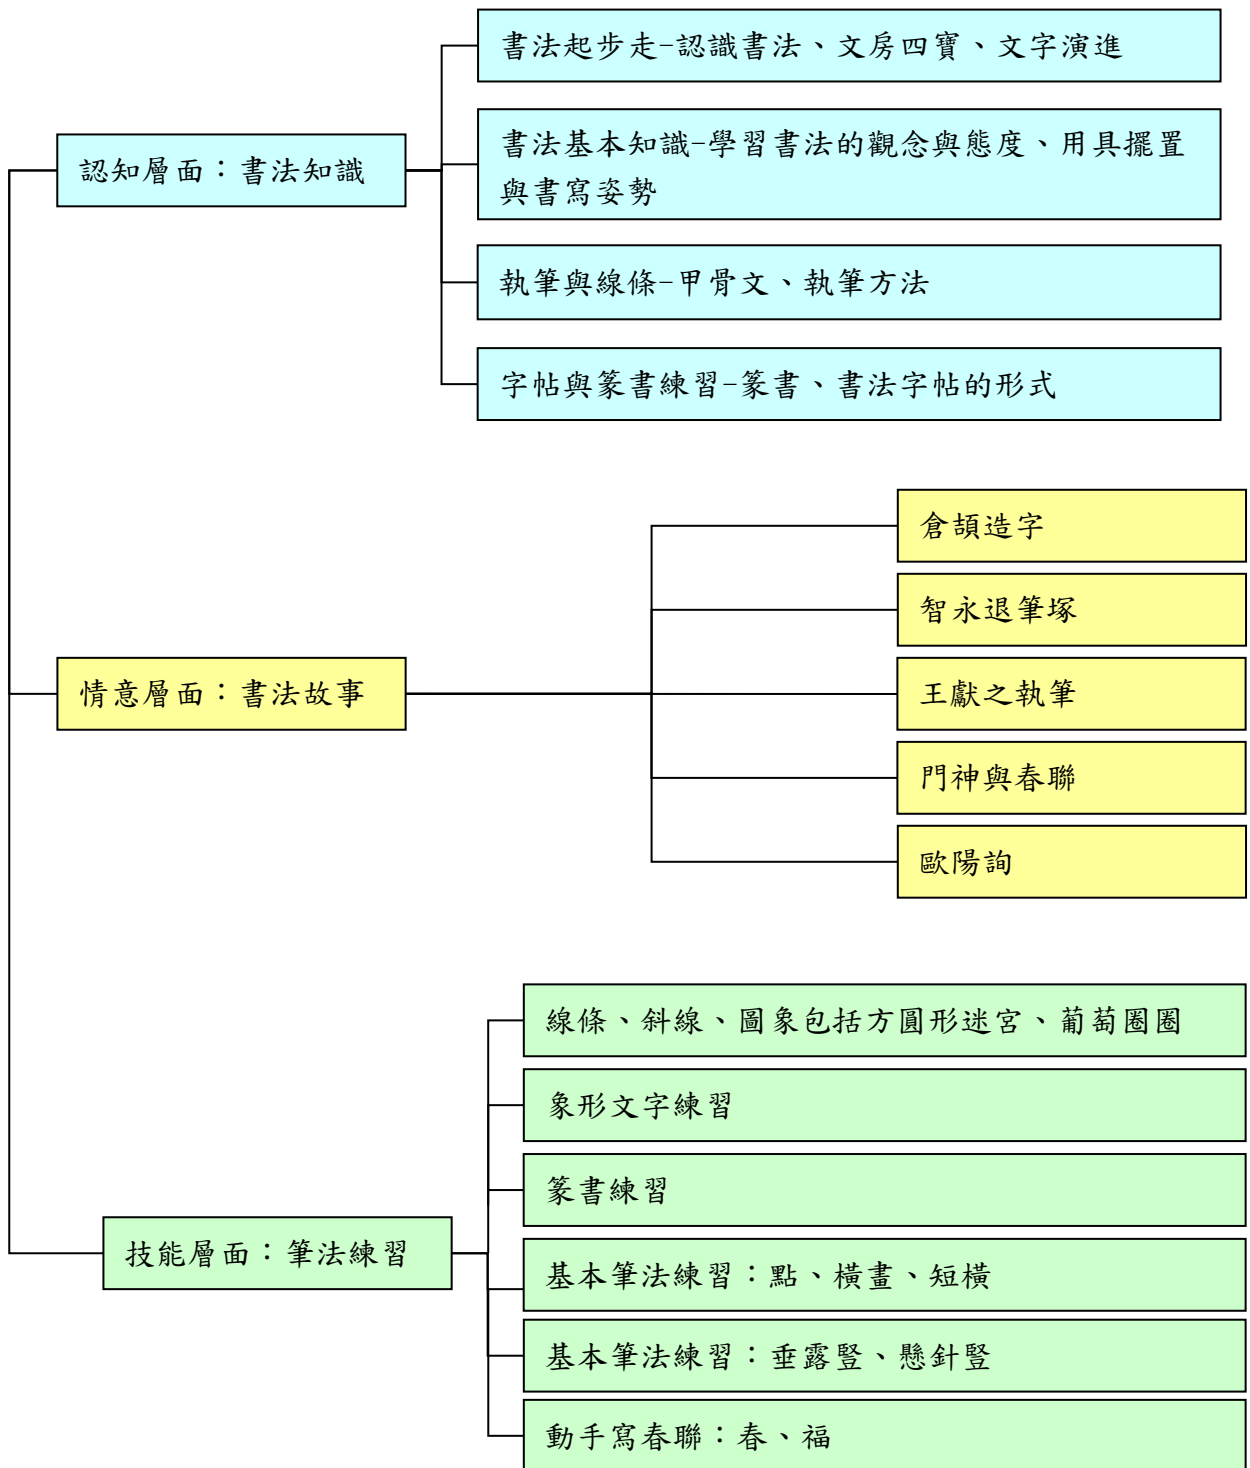 書法起步走-認識書法、文房四寶、文字演進
認知層面：書法知識
書法基本知識-學習書法的觀念與態度、用具擺置
與書寫姿勢
執筆與線條-甲骨文、執筆方法
字帖與篆書練習-篆書、書法字帖的形式
情意層面：書法故事
倉頡造字
智永退筆塚
王獻之執筆
門神與春聯
歐陽詢
技能層面：筆法練習
線條、斜線、圖象包括方圓形迷宮、葡萄圈圈
象形文字練習
篆書練習
基本筆法練習：點、橫畫、短橫
基本筆法練習：垂露豎、懸針豎
動手寫春聯：春、福